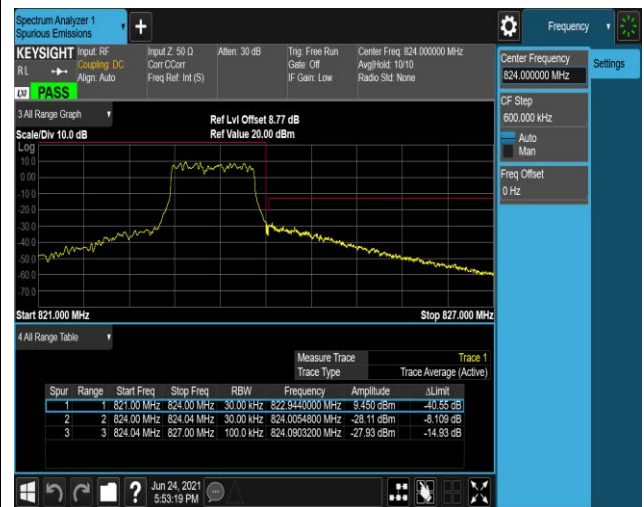 Spectrum Analyzer 1
Spurious Emissions
+
Frequency
KEYSIGHT Input: RF Input Z: 50 Ω Atten: 30 dB Trig: Free Run Center Freq: 824.000000 MHz
RL Coupling: DC Corr CCorr Gate: Off Avg|Hold: 10/10
Align: Auto Freq Ref: Int (S) IF Gain: Low Radio Std: None
LXI PASS
Center Frequency
824.000000 MHz
Settings
CF Step
600.000 kHz
Auto
Man
Freq Offset
0 Hz
3 All Range Graph
Ref Lvl Offset 8.77 dB
Scale/Div 10.0 dB Ref Value 20.00 dBm
Log
10.0
0.00
-10.0
-20.0
-30.0
-40.0
-50.0
-60.0
-70.0
Start 821.000 MHz Stop 827.000 MHz
4 All Range Table
Measure Trace Trace 1
Trace Type Trace Average (Active)
Spur Range Start Freq Stop Freq RBW Frequency Amplitude ΔLimit
1 1 821.00 MHz 824.00 MHz 30.00 kHz 822.9440000 MHz 9.450 dBm -40.55 dB
2 2 824.00 MHz 824.04 MHz 30.00 kHz 824.0054800 MHz -28.11 dBm -8.109 dB
3 3 824.04 MHz 827.00 MHz 100.0 kHz 824.0903200 MHz -27.93 dBm -14.93 dB
? Jun 24, 2021
5:53:19 PM